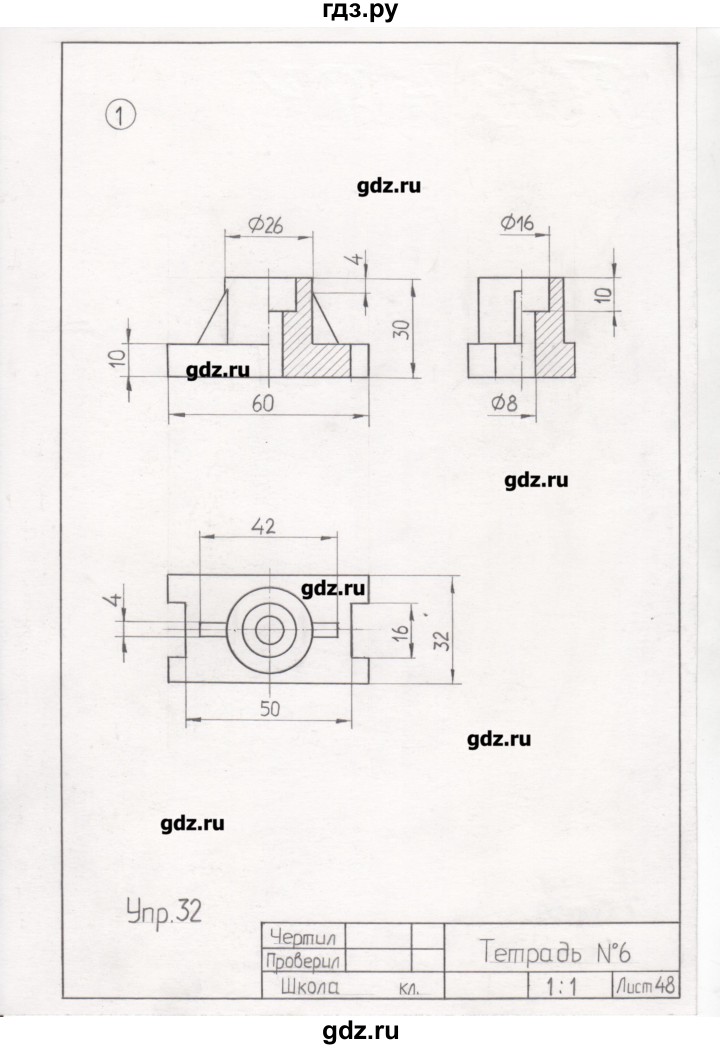 гдз.ру
1
gdz.ru
Ø26
Ø16
4
10
30
10
gdz.ru
60
Ø8
gdz.ru
42
gdz.ru
4
16
32
50
gdz.ru
gdz.ru
Упр.32
Чертил
Тетрадь №6
Проверил
Школа кл.
1:1
Лист 48
gdz.ru